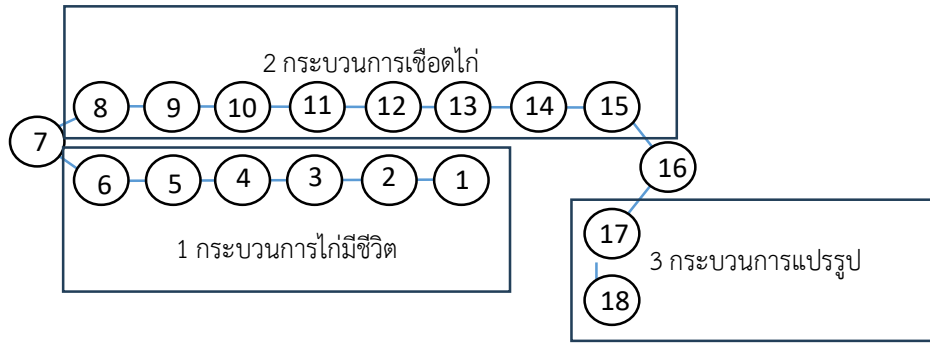 2 กระบวนการเชือดไก่
8 9 10 11 12 13 14 15
7
16
6 5 4 3 2 1
1 กระบวนการไก่มีชีวิต
17
3 กระบวนการแปรรูป
18